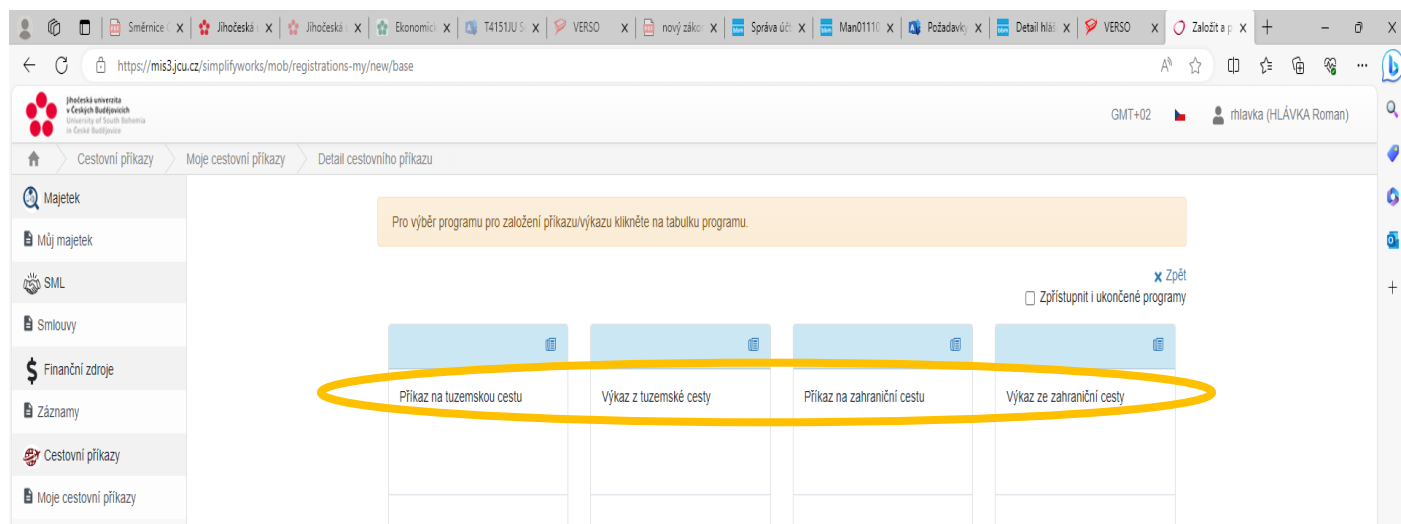 Směrnice
Jihočeská
Jihočeská
Ekonomick
T4151JU
VERSO
nový zákon
Správa úč
Man01110
Požadavky
Detail hláš
VERSO
Založit a p
https://mis3.jcu.cz/simplifyworks/mob/registrations-my/new/base
Jihočeská univerzita
v Českých Budějovicích
University of South Bohemia
in České Budějovice
GMT+02
rhlavka (HLÁVKA Roman)
Cestovní příkazy
Moje cestovní příkazy
Detail cestovního příkazu
Majetek
Můj majetek
SML
Smlouvy
Finanční zdroje
Záznamy
Cestovní příkazy
Moje cestovní příkazy
Pro výběr programu pro založení příkazu/výkazu klikněte na tabulku programu.
x Zpět
Zpřístupnit i ukončené programy
Příkaz na tuzemskou cestu
Výkaz z tuzemské cesty
Příkaz na zahraniční cestu
Výkaz ze zahraniční cesty